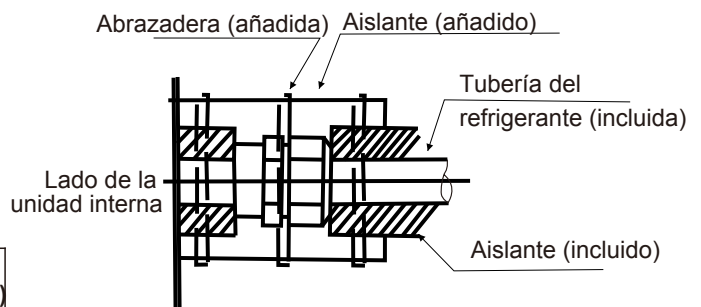 Abrazadera (añadida)
Aislante (añadido)
Tubería del
refrigerante (incluida)
Lado de la
unidad interna
Aislante (incluido)
)